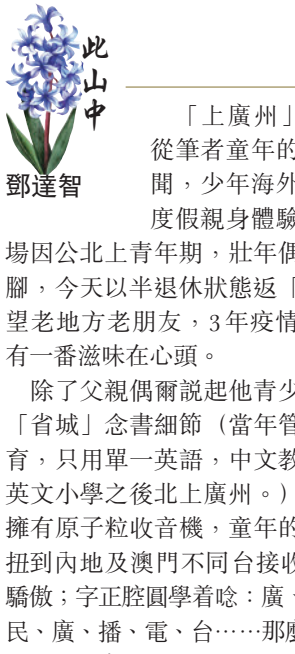 此山中
鄧達智
「上廣州」
從筆者童年的
聞，少年海外
度假親身體驗
場因公北上青年期，壯年偶
腳，今天以半退休狀態返「
望老地方老朋友，3年疫情
有一番滋味在心頭。
除了父親偶爾説起他青少
「省城」念書細節（當年管
育，只用單一英語，中文教
英文小學之後北上廣州。）
擁有原子粒收音機，童年的
扭到內地及澳門不同台接收
驕傲；字正腔圓學着唸：廣、
民、廣、播、電、台……那麼